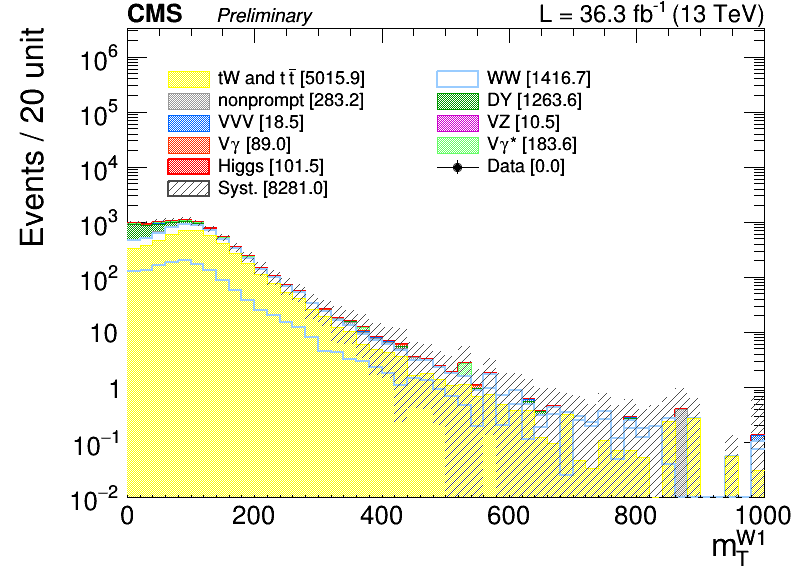 CMS Preliminary L = 36.3 fb⁻¹ (13 TeV)
Events / 20 unit
tW and tt̅ [5015.9] WW [1416.7]
nonprompt [283.2] DY [1263.6]
VVV [18.5] VZ [10.5]
Vγ [89.0] Vγ* [183.6]
Higgs [101.5] Data [0.0]
Syst. [8281.0]
10⁶
10⁵
10⁴
10³
10²
10
1
10⁻¹
10⁻²
0 200 400 600 800 1000
m_T^W1